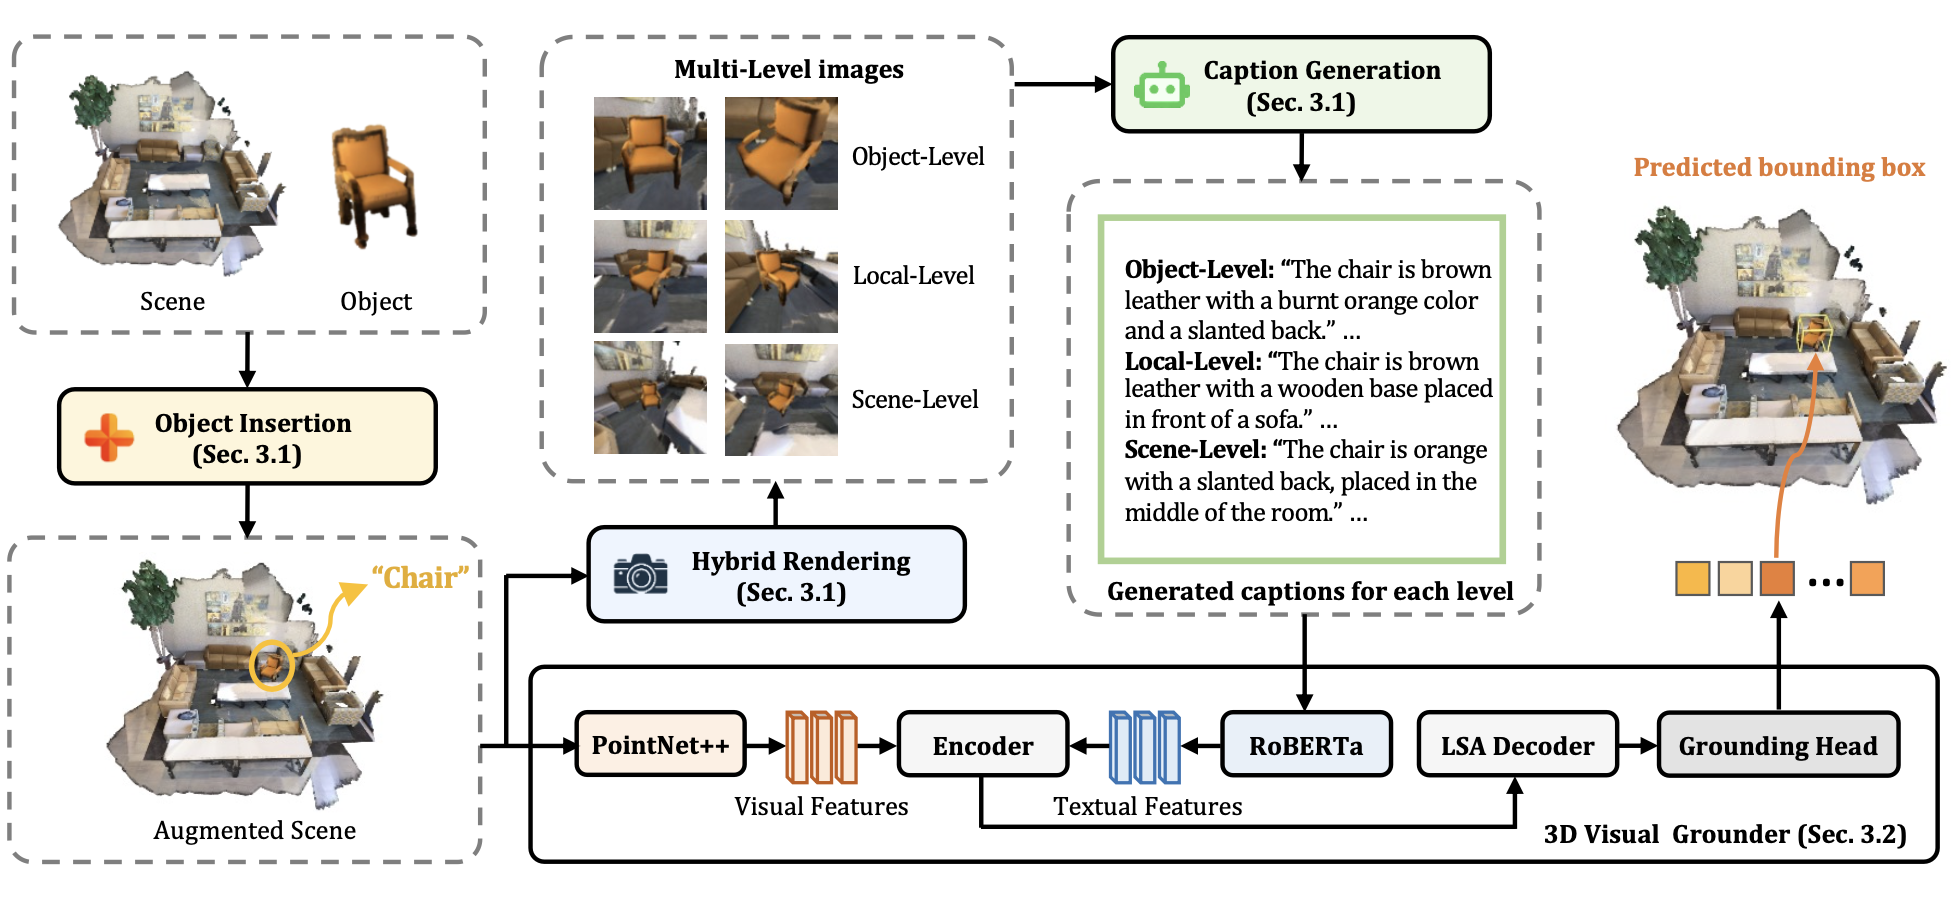 Scene
Object
Object Insertion
(Sec. 3.1)
“Chair”
Augmented Scene
Multi-Level images
Object-Level
Local-Level
Scene-Level
Hybrid Rendering
(Sec. 3.1)
Caption Generation
(Sec. 3.1)
Object-Level: “The chair is brown
leather with a burnt orange color
and a slanted back.” ...
Local-Level: “The chair is brown
leather with a wooden base placed
in front of a sofa.” ...
Scene-Level: “The chair is orange
with a slanted back, placed in the
middle of the room.” ...
Generated captions for each level
Predicted bounding box
PointNet++
Visual Features
Encoder
Textual Features
RoBERTa
LSA Decoder
Grounding Head
3D Visual Grounder (Sec. 3.2)